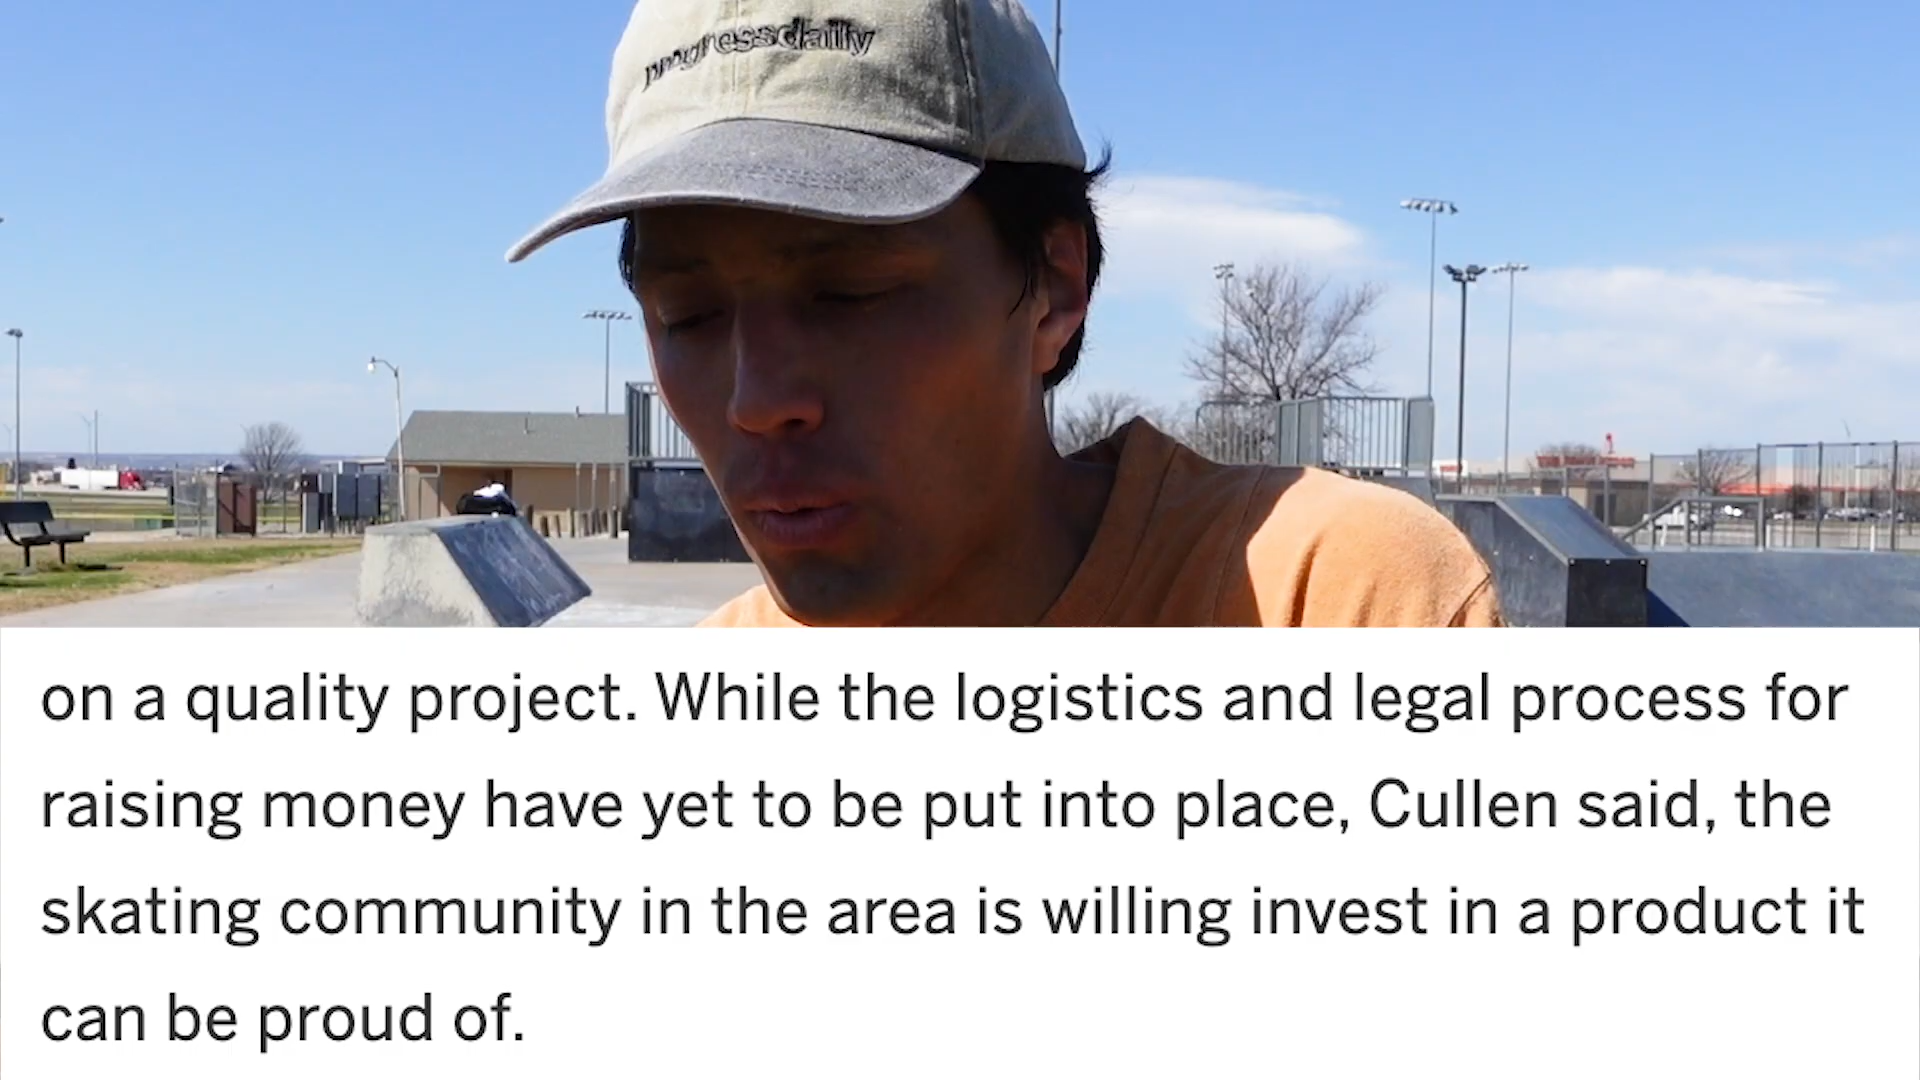 progressdaily
on a quality project. While the logistics and legal process for
raising money have yet to be put into place, Cullen said, the
skating community in the area is willing invest in a product it
can be proud of.